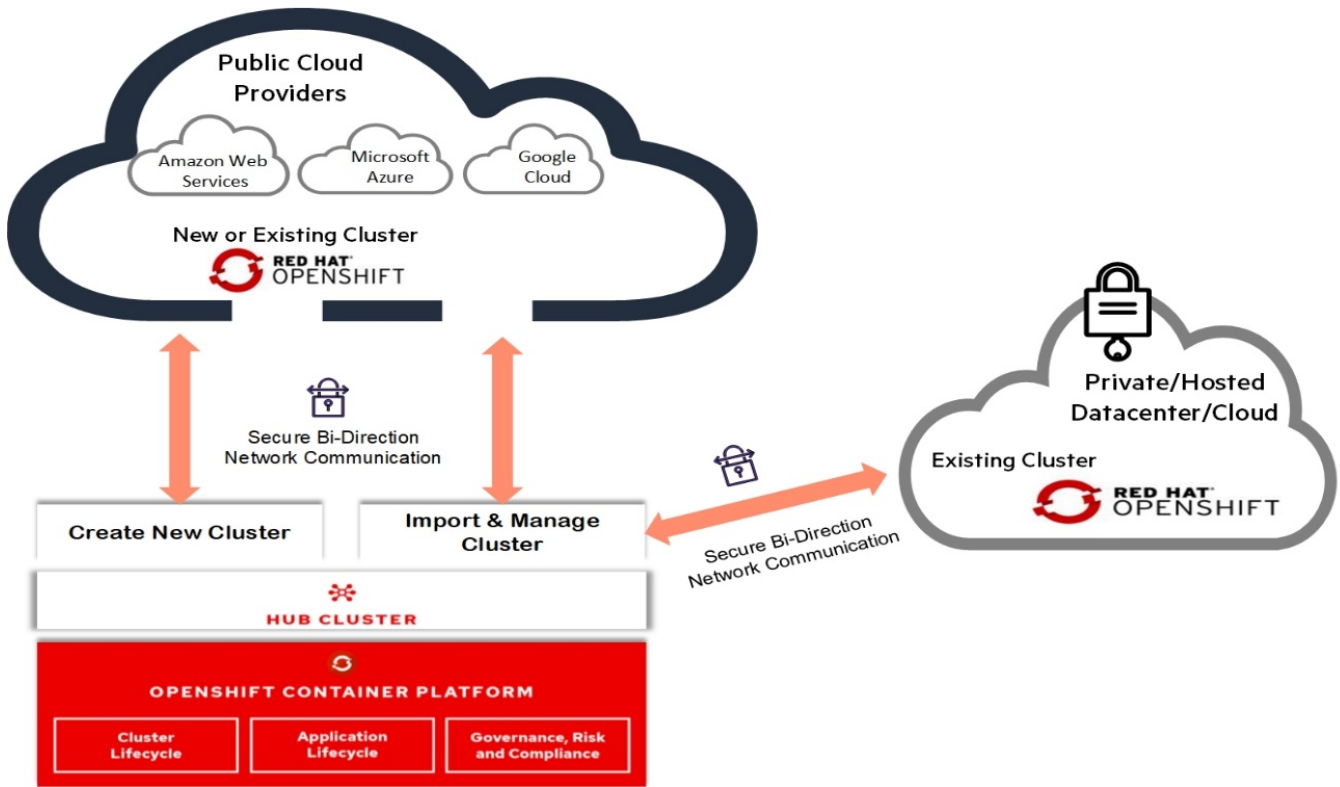 Public Cloud
Providers
Amazon Web
Services
Microsoft
Azure
Google
Cloud
New or Existing Cluster
RED HAT
OPENSHIFT
Secure Bi-Direction
Network Communication
Private/Hosted
Datacenter/Cloud
Existing Cluster
RED HAT
OPENSHIFT
Secure Bi-Direction
Network Communication
Create New Cluster
Import & Manage
Cluster
HUB CLUSTER
OPENSHIFT CONTAINER PLATFORM
Cluster
Lifecycle
Application
Lifecycle
Governance, Risk
and Compliance